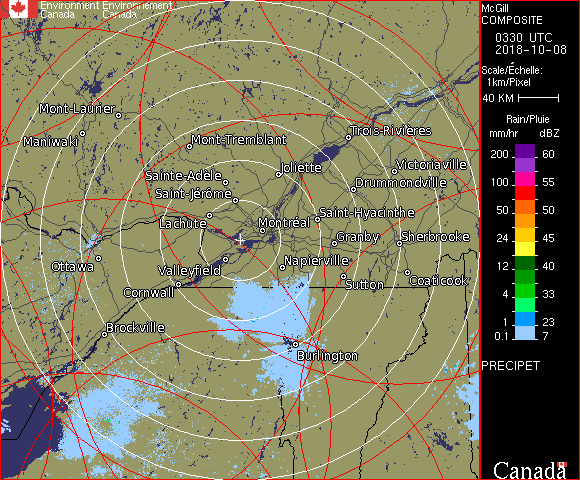 Environment Environnement
Canada Canada
McGill
COMPOSITE
0330 UTC
2018-10-08
Scale/Échelle:
1km/Pixel
40 KM
Rain/Pluie
mm/hr dBZ
200 60
150 57
100 55
50 50
24 45
12 40
4 33
1 23
0.1 7
PRECIPET
Canada
Mont-Laurier
Maniwaki
Mont-Tremblant
Trois-Rivières
Joliette
Victoriaville
Sainte-Adèle
Drummondville
Saint-Jérôme
Lachute
Saint-Hyacinthe
Montréal
Granby
Sherbrooke
Ottawa
Valleyfield
Napierville
Cornwall
Sutton
Coaticook
Brockville
Burlington